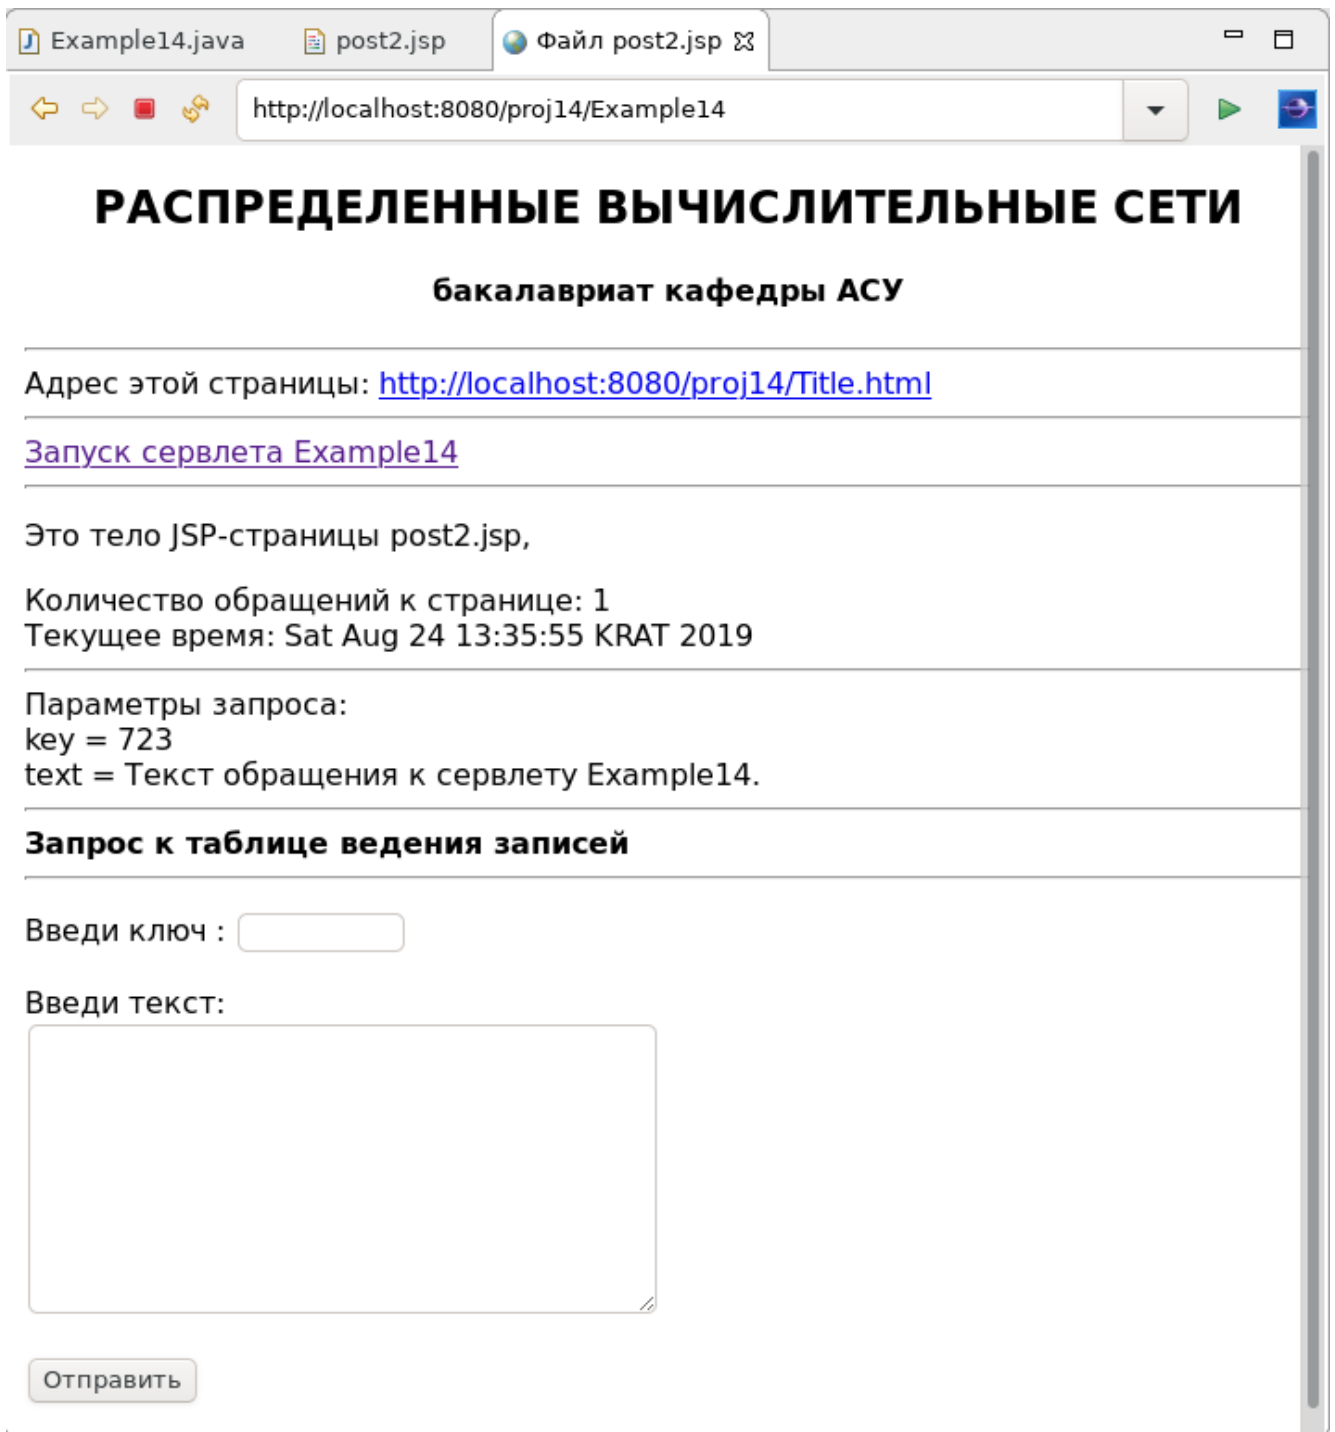 Example14.java post2.jsp Файл post2.jsp
http://localhost:8080/proj14/Example14
РАСПРЕДЕЛЕННЫЕ ВЫЧИСЛИТЕЛЬНЫЕ СЕТИ
бакалавриат кафедры АСУ
Адрес этой страницы: http://localhost:8080/proj14/Title.html
Запуск сервлета Example14
Это тело JSP-страницы post2.jsp,
Количество обращений к странице: 1
Текущее время: Sat Aug 24 13:35:55 KRAT 2019
Параметры запроса:
key = 723
text = Текст обращения к сервлету Example14.
Запрос к таблице ведения записей
Введи ключ :
Введи текст:
Отправить